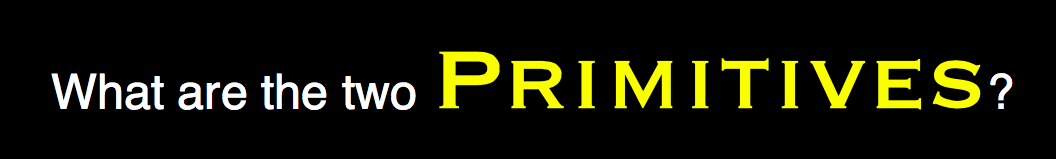 What are the two PRIMITIVES?